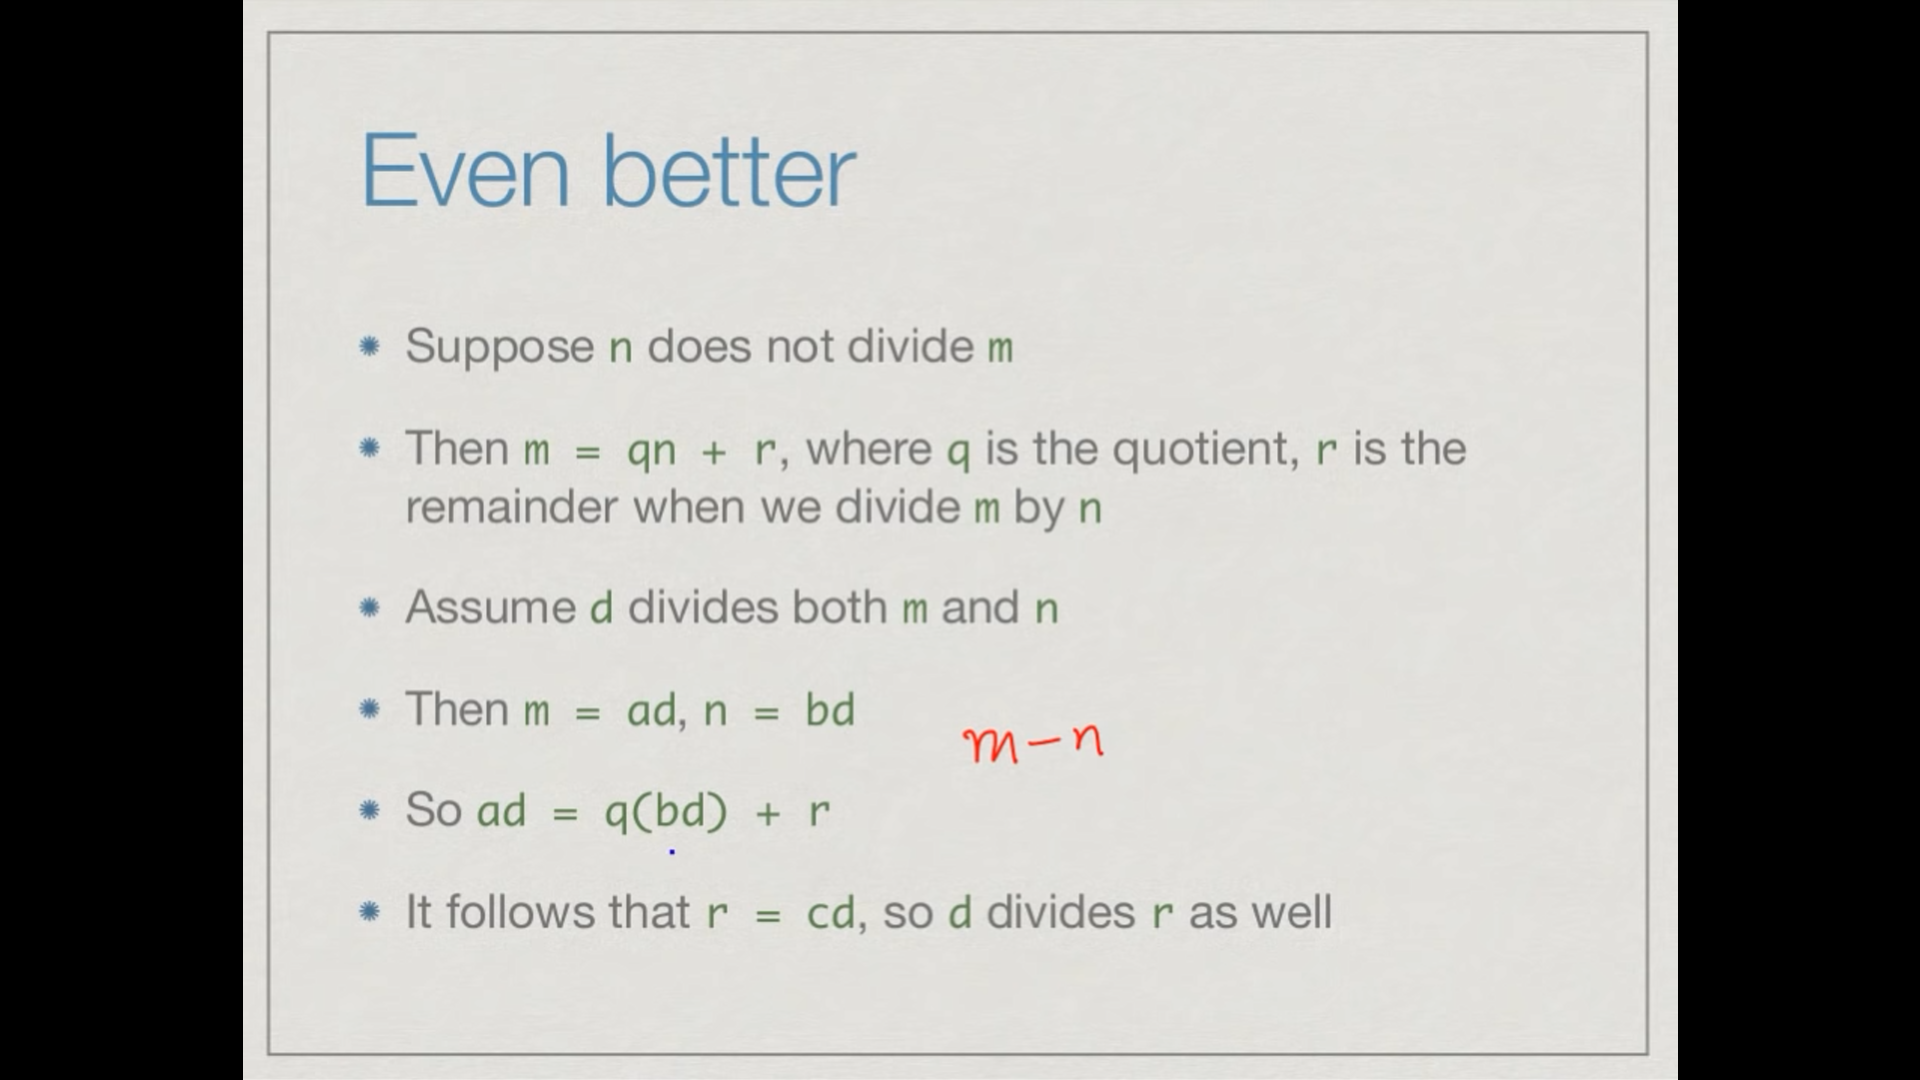 Even better
Suppose n does not divide m
Then m = qn + r, where q is the quotient, r is the
remainder when we divide m by n
Assume d divides both m and n
Then m = ad, n = bd
m-n
So ad = q(bd) + r
It follows that r = cd, so d divides r as well